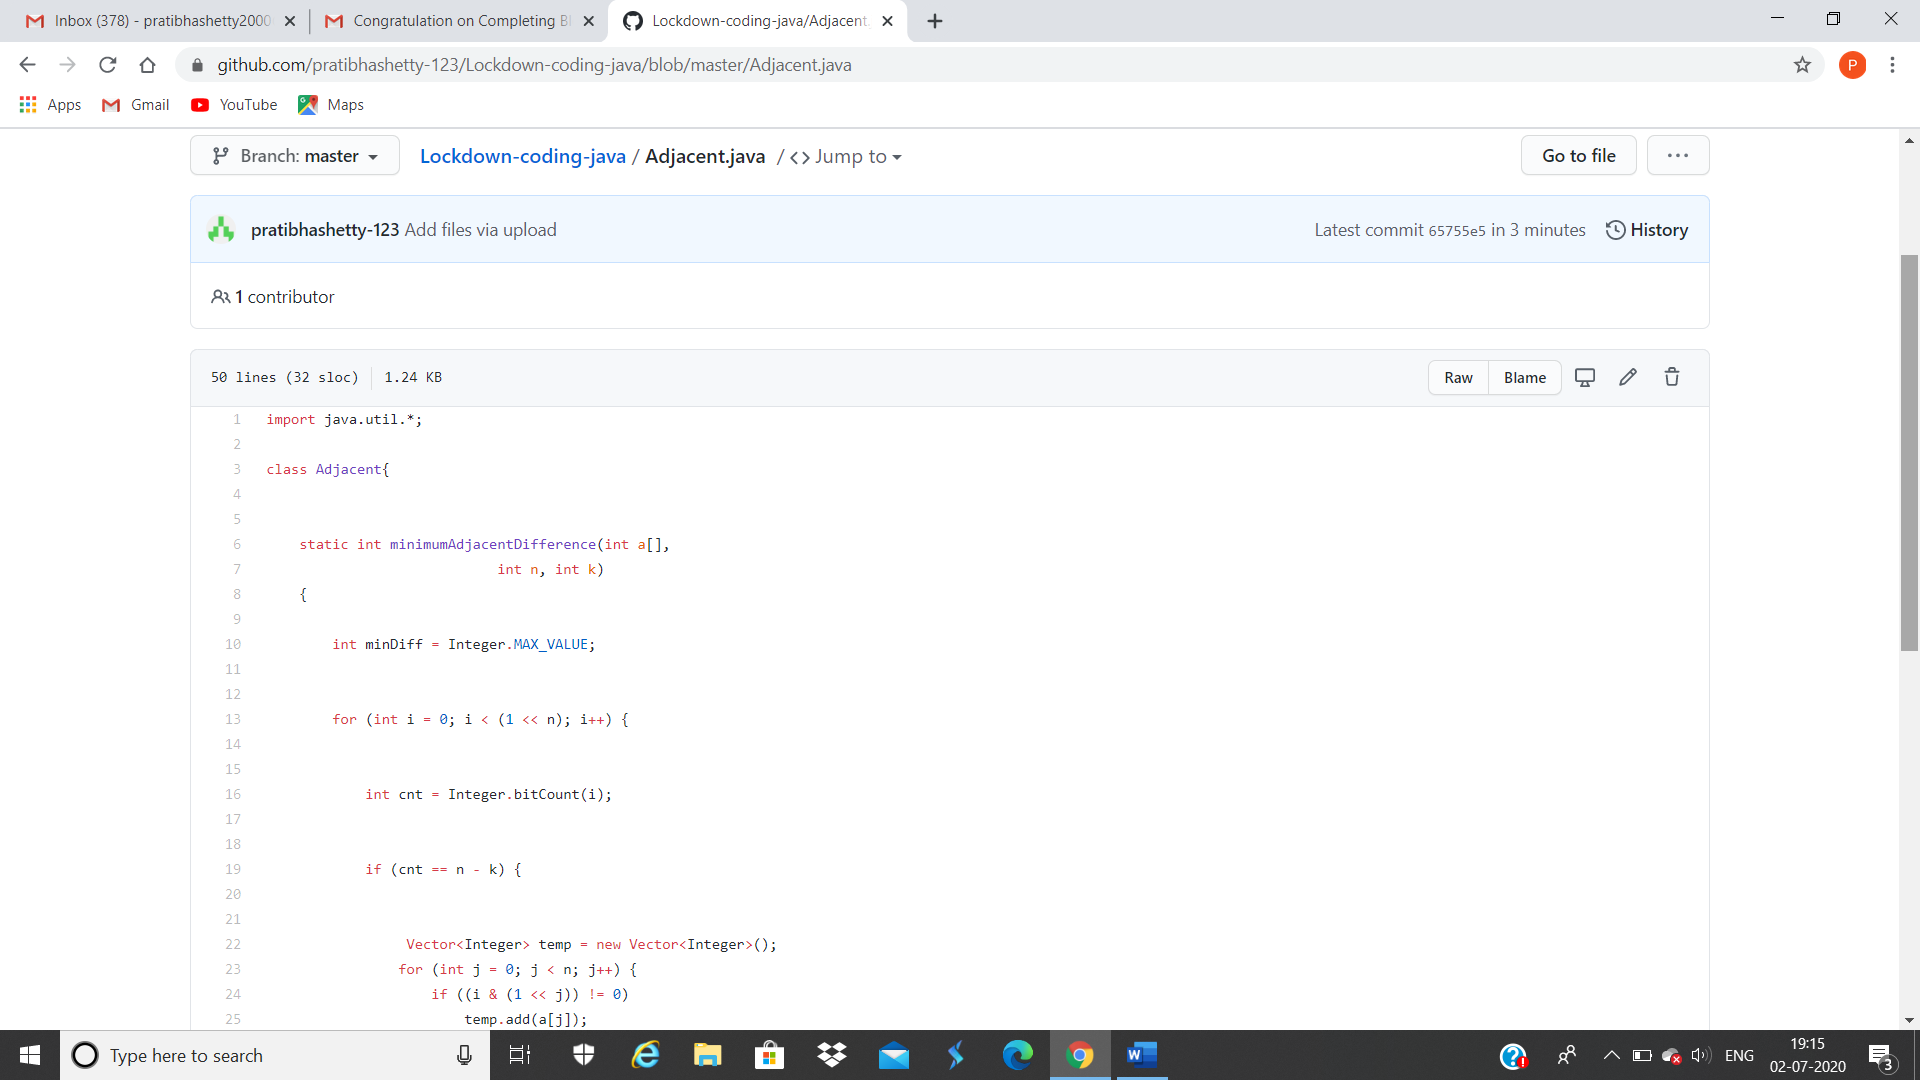 Inbox (378) - pratibhashetty2000
Congratulation on Completing B
Lockdown-coding-java/Adjacent.
github.com/pratibhashetty-123/Lockdown-coding-java/blob/master/Adjacent.java
P
Apps Gmail YouTube Maps
Branch: master Lockdown-coding-java / Adjacent.java / <> Jump to Go to file ...
pratibhashetty-123 Add files via upload Latest commit 65755e5 in 3 minutes History
1 contributor
50 lines (32 sloc) 1.24 KB Raw Blame
1 import java.util.*;
2
3 class Adjacent{
4
5
6 static int minimumAdjacentDifference(int a[],
7 int n, int k)
8 {
9
10 int minDiff = Integer.MAX_VALUE;
11
12
13 for (int i = 0; i < (1 << n); i++) {
14
15
16 int cnt = Integer.bitCount(i);
17
18
19 if (cnt == n - k) {
20
21
22 Vector<Integer> temp = new Vector<Integer>();
23 for (int j = 0; j < n; j++) {
24 if ((i & (1 << j)) != 0)
25 temp.add(a[j]);
Type here to search
ENG
19:15
02-07-2020
3